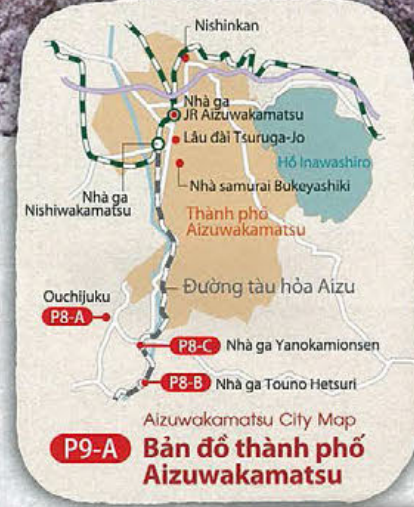 Nishinkan
Nhà ga
JR Aizuwakamatsu
Lâu đài Tsuruga-Jo
Hồ Inawashiro
Nhà samurai Bukeyashiki
Nhà ga
Nishiwakamatsu
Thành phố
Aizuwakamatsu
Đường tàu hỏa Aizu
Ouchijuku
P8-A
P8-C Nhà ga Yanokamionsen
P8-B Nhà ga Touno Hetsuri
Aizuwakamatsu City Map
P9-A Bản đồ thành phố
Aizuwakamatsu